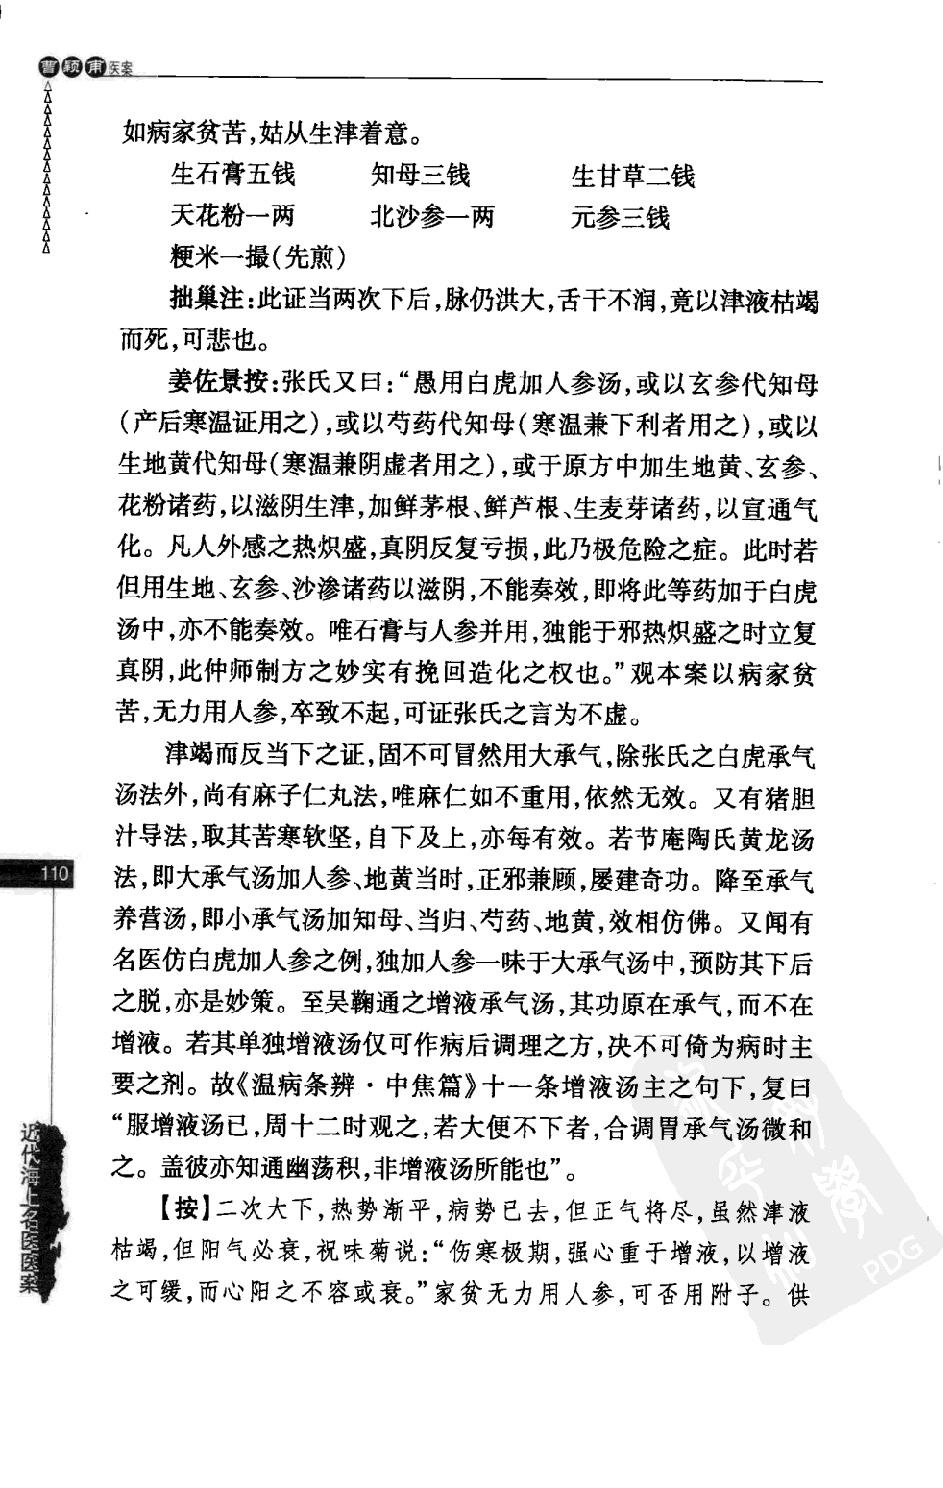 曹颖甫医案
如病家贫苦,姑从生津着意。
生石膏五钱 知母三钱 生甘草二钱
天花粉一两 北沙参一两 元参三钱
粳米一撮(先煎)
拙巢注:此证当两次下后,脉仍洪大,舌干不润,竟以津液枯竭
而死,可悲也。
姜佐景按:张氏又曰:“愚用白虎加人参汤,或以玄参代知母
(产后寒温证用之),或以芍药代知母(寒温兼下利者用之),或以
生地黄代知母(寒温兼阴虚者用之),或于原方中加生地黄、玄参、
花粉诸药,以滋阴生津,加鲜茅根、鲜芦根、生麦芽诸药,以宣通气
化。凡人外感之热炽盛,真阴反复亏损,此乃极危险之症。此时若
但用生地、玄参、沙渗诸药以滋阴,不能奏效,即将此等药加于白虎
汤中,亦不能奏效。唯石膏与人参并用,独能于邪热炽盛之时立复
真阴,此仲师制方之妙实有挽回造化之权也。”观本案以病家贫
苦,无力用人参,卒致不起,可证张氏之言为不虚。
津竭而反当下之证,固不可冒然用大承气,除张氏之白虎承气
汤法外,尚有麻子仁丸法,唯麻仁如不重用,依然无效。又有猪胆
汁导法,取其苦寒软坚,自下及上,亦每有效。若节庵陶氏黄龙汤
法,即大承气汤加人参、地黄当时,正邪兼顾,屡建奇功。降至承气
养营汤,即小承气汤加知母、当归、芍药、地黄,效相仿佛。又闻有
名医仿白虎加人参之例,独加人参一味于大承气汤中,预防其下后
之脱,亦是妙策。至吴鞠通之增液承气汤,其功原在承气,而不在
增液。若其单独增液汤仅可作病后调理之方,决不可倚为病时主
要之剂。故《温病条辨·中焦篇》十一条增液汤主之句下,复曰
“服增液汤已,周十二时观之,若大便不下者,合调胃承气汤微和
之。盖彼亦知通幽荡积,非增液汤所能也”。
【按】二次大下,热势渐平,病势已去,但正气将尽,虽然津液
枯竭,但阳气必衰,祝味菊说:“伤寒极期,强心重于增液,以增液
之可缓,而心阳之不容或衰。”家贫无力用人参,可否用附子。供
110
近代海上名医医案
PDG